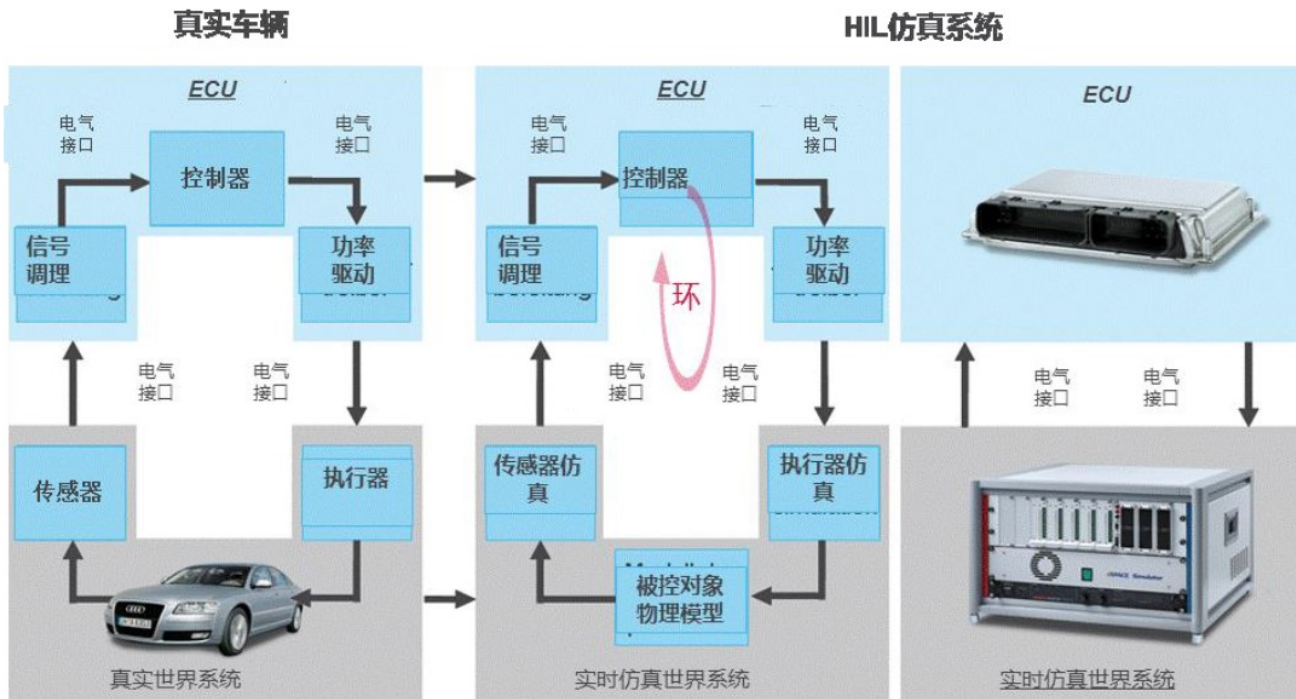 真实车辆
HIL仿真系统
ECU
电气
接口
电气
接口
控制器
信号
调理
功率
驱动
电气
接口
电气
接口
传感器
执行器
真实世界系统
ECU
电气
接口
电气
接口
控制器
信号
调理
功率
驱动
环
电气
接口
电气
接口
传感器仿
真
执行器仿
真
被控对象
物理模型
实时仿真世界系统
ECU
电气
接口
电气
接口
dSPACE Simulator
实时仿真世界系统